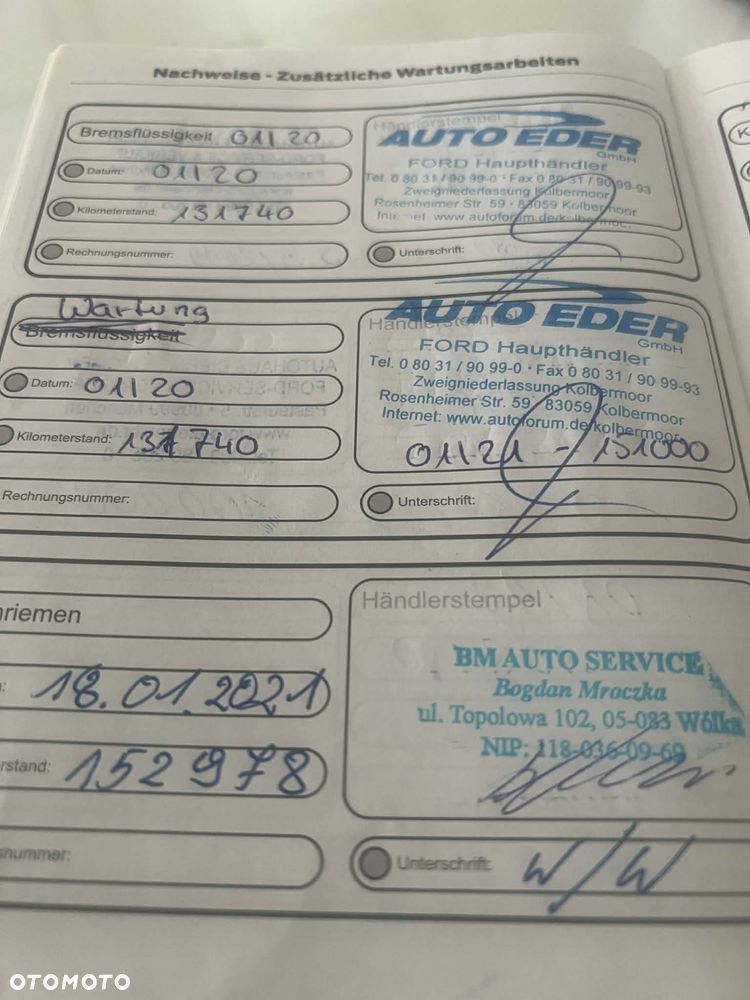 Nachweise - Zusätzliche Wartungsarbeiten
Bremsflüssigkeit 01/20
Datum: 01/20
Kilometerstand: 131740
Rechnungsnummer:
Händlerstempel
AUTO EDER
GmbH
FORD Haupthändler
Tel. 0 80 31 / 90 99-0 · Fax 0 80 31 / 90 99-93
Zweigniederlassung Kolbermoor
Rosenheimer Str. 59 · 83059 Kolbermoor
Internet: www.autoforum.de/kolbermoor
Unterschrift:
Wartung
Bremsflüssigkeit
Datum: 01/20
Kilometerstand: 131740
Rechnungsnummer:
Händlerstempel
AUTO EDER
GmbH
FORD Haupthändler
Tel. 0 80 31 / 90 99-0 · Fax 0 80 31 / 90 99-93
Zweigniederlassung Kolbermoor
Rosenheimer Str. 59 · 83059 Kolbermoor
Internet: www.autoforum.de/kolbermoor
01/21 - 151000
Unterschrift:
riemen
18.01.2021
rstand: 152978
snummer:
Händlerstempel
BM AUTO SERVICE
Bogdan Mroczka
ul. Topolowa 102, 05-083 Wólka
NIP: 118-036-09-69
Unterschrift: W/W
OTOMOTO